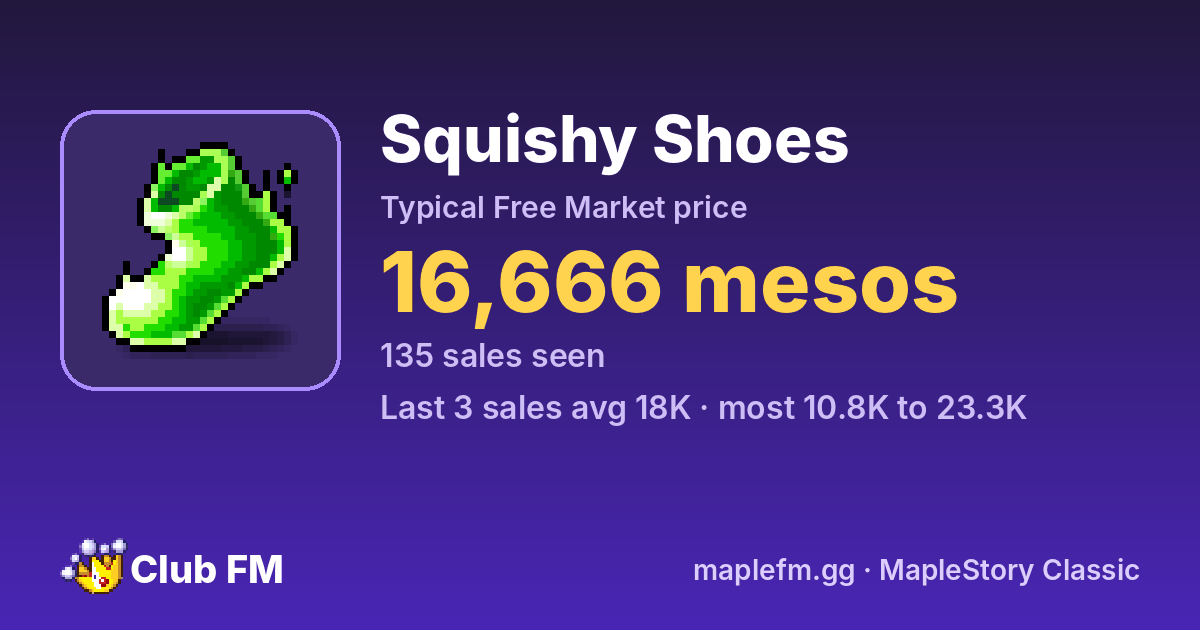 Squishy Shoes
Typical Free Market price
16,666 mesos
135 sales seen
Last 3 sales avg 18K · most 10.8K to 23.3K
Club FM
maplefm.gg · MapleStory Classic